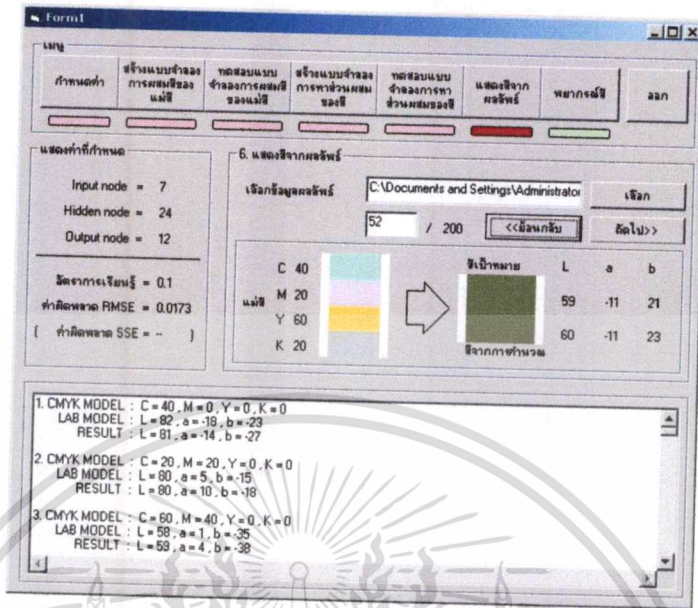 Form1
เมนู
กำหนดค่า
สร้างแบบจำลอง
การผสมสีของ
แม่สี
ทดสอบแบบ
จำลองการผสมสี
ของแม่สี
สร้างแบบจำลอง
การหาส่วนผสม
ของสี
ทดสอบแบบ
จำลองการหา
ส่วนผสมของสี
แสดงสีจาก
ผลลัพธ์
พยากรณ์สี
ออก
แสดงค่าที่กำหนด
Input node = 7
Hidden node = 24
Output node = 12
อัตราการเรียนรู้ = 0.1
ค่าผิดพลาด RMSE = 0.0173
( ค่าผิดพลาด SSE = -- )
6. แสดงสีจากผลลัพธ์
เลือกข้อมูลผลลัพธ์ C:\Documents and Settings\Administrator เลือก
52 / 200 <<ย้อนกลับ ถัดไป>>
แม่สี
C 40
M 20
Y 60
K 20
สีเป้าหมาย L a b
59 -11 21
60 -11 23
สีจากการคำนวณ
1. CMYK MODEL : C = 40 , M = 0 , Y = 0 , K = 0
LAB MODEL : L = 82 , a = -18 , b = -23
RESULT : L = 81 , a = -14 , b = -27
2. CMYK MODEL : C = 20 , M = 20 , Y = 0 , K = 0
LAB MODEL : L = 80 , a = 5 , b = -15
RESULT : L = 80 , a = 10 , b = -18
3. CMYK MODEL : C = 60 , M = 40 , Y = 0 , K = 0
LAB MODEL : L = 58 , a = 1 , b = -35
RESULT : L = 59 , a = 4 , b = -38